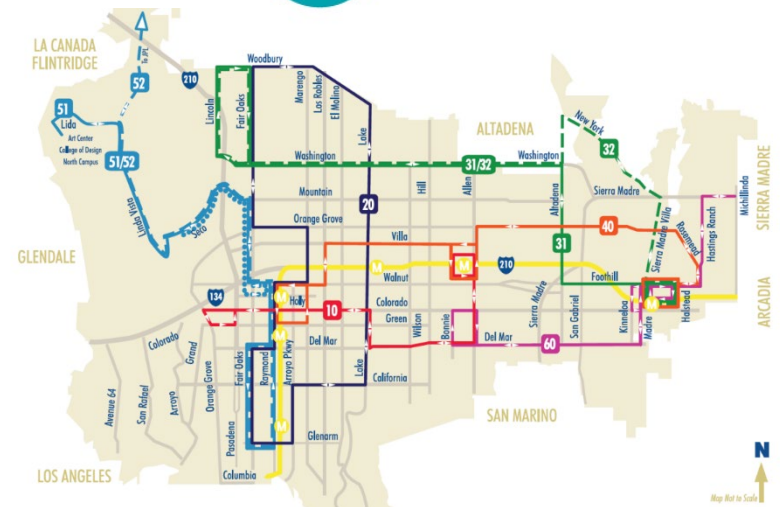 LA CANADA
FLINTRIDGE
To JPL
52
210
Woodbury
51
Lida
Art Center
College of Design
North Campus
51/52
Linda Vista
Seco
Lincoln
Fair Oaks
Marengo
Los Robles
El Molino
Lake
ALTADENA
New York
32
Washington
31/32
Washington
Mountain
Hill
Allen
Altadena
Sierra Madre
Michillinda
SIERRA MADRE
Orange Grove
20
Villa
31
40
Sierra Madre Villa
Rosemead
Hastings Ranch
GLENDALE
M
Walnut
M
210
Foothill
134
M
Holly
Colorado
Green
10
Wilson
Bonnie
Sierra Madre
San Gabriel
Kinneloa
M
Madre
Halstead
ARCADIA
Colorado
Grand
M
Del Mar
Del Mar
60
Avenue 64
San Rafael
Arroyo
Orange Grove
Fair Oaks
Raymond
Arroyo Pkwy
Lake
California
SAN MARINO
Pasadena
M
Glenarm
LOS ANGELES
Columbia
N
Map Not to Scale